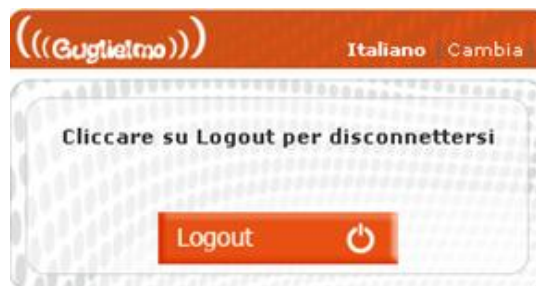 (((Guglielmo))) Italiano | Cambia
Cliccare su Logout per disconnettersi
Logout